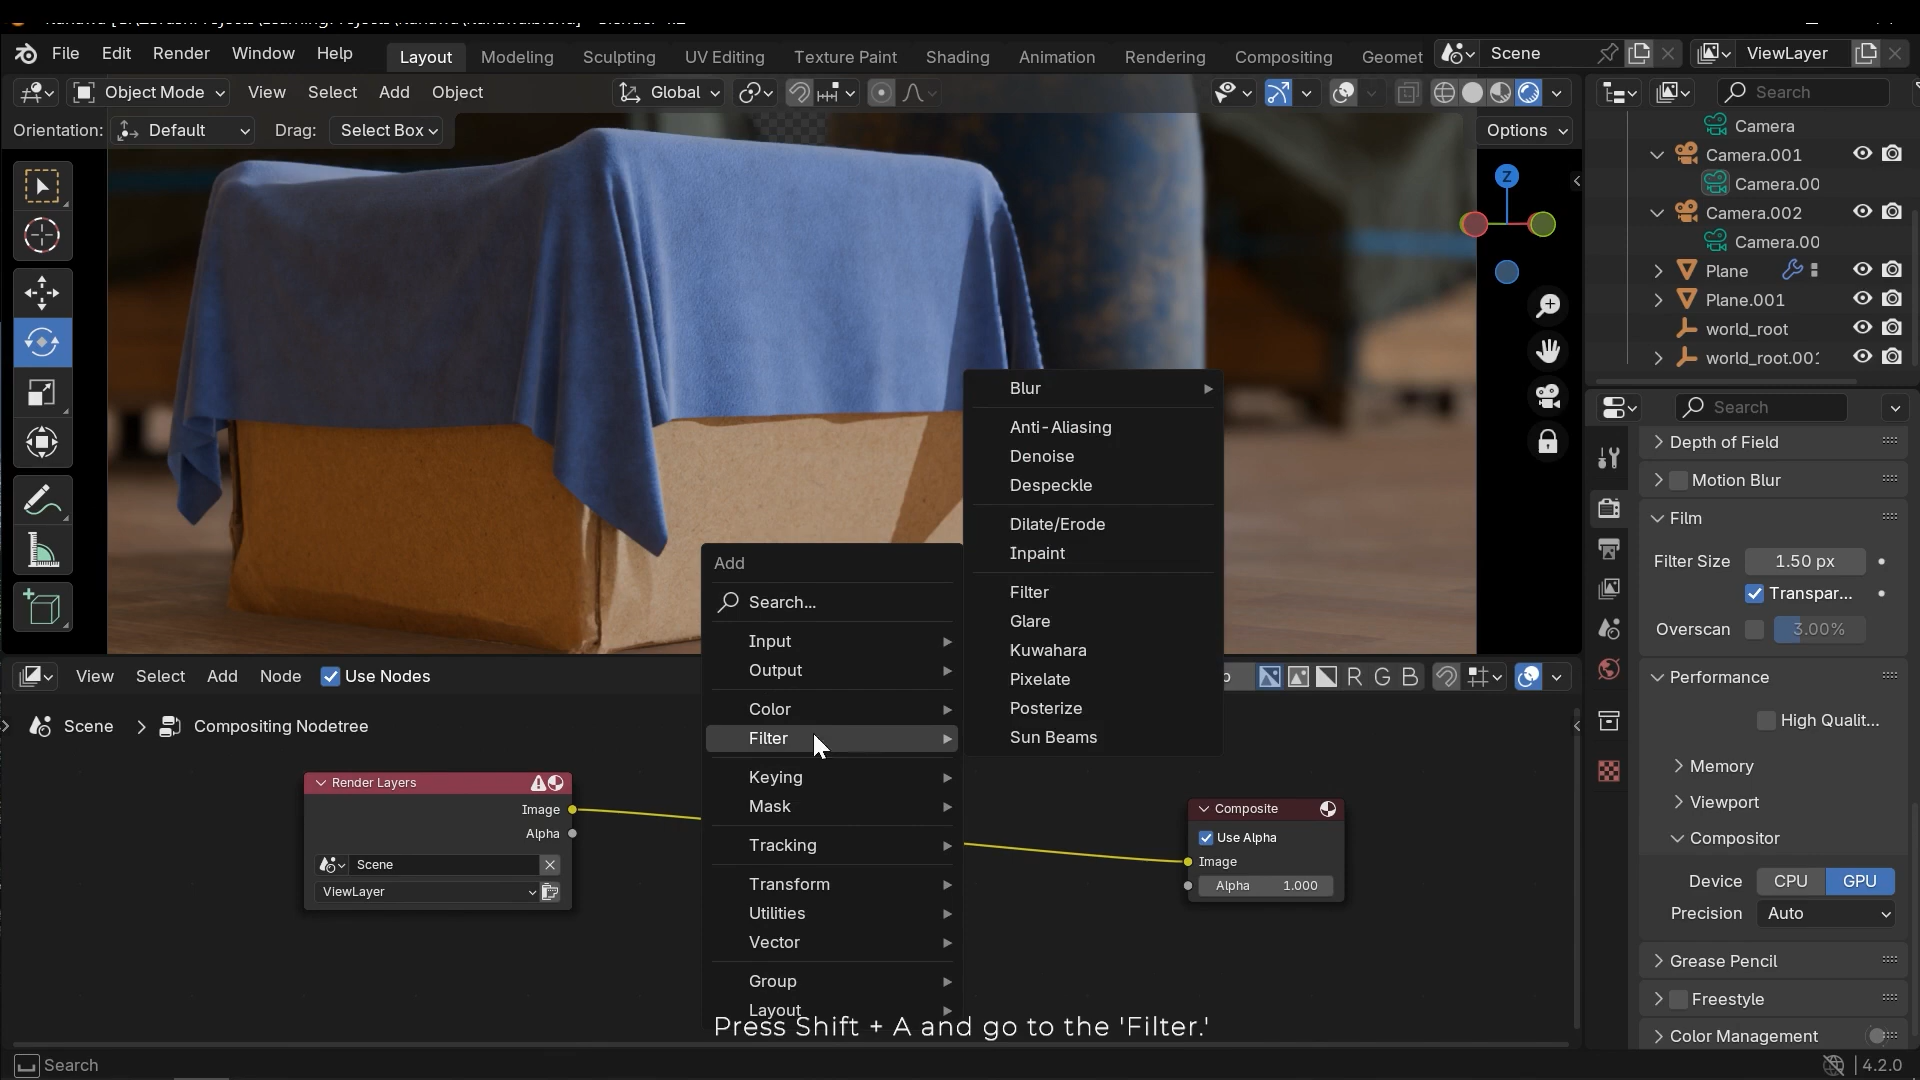 File Edit Render Window Help Layout Modeling Sculpting UV Editing Texture Paint Shading Animation Rendering Compositing Geomet Scene ViewLayer
Object Mode View Select Add Object Global Search
Orientation: Default Drag: Select Box Options
Z
Camera
Camera.001
Camera.00
Camera.002
Camera.00
Plane
Plane.001
world_root
world_root.001
Search
Depth of Field
Motion Blur
Film
Filter Size 1.50 px
Transpar...
Overscan 3.00%
Performance
High Qualit...
Memory
Viewport
Compositor
Device CPU GPU
Precision Auto
Grease Pencil
Freestyle
Color Management
Blur
Anti-Aliasing
Denoise
Despeckle
Dilate/Erode
Inpaint
Filter
Glare
Kuwahara
Pixelate
Posterize
Sun Beams
Add
Search...
Input
Output
Color
Filter
Keying
Mask
Tracking
Transform
Utilities
Vector
Group
Layout
View Select Add Node Use Nodes R G B
Scene Compositing Nodetree
Render Layers
Image
Alpha
Scene
ViewLayer
Composite
Use Alpha
Image
Alpha 1.000
Press Shift + A and go to the 'Filter.'
Search 4.2.0